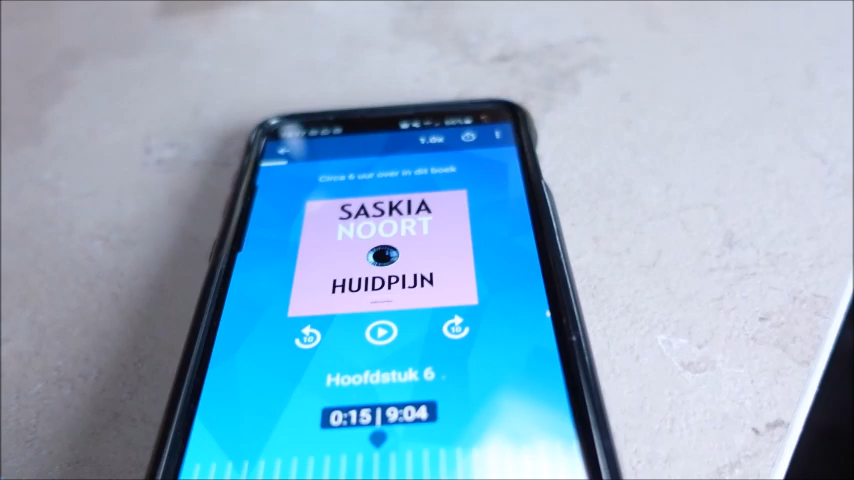 1.0x
Circa 6 uur over in dit boek
SASKIA
NOORT
HUIDPIJN
10
10
Hoofdstuk 6
0:15 | 9:04